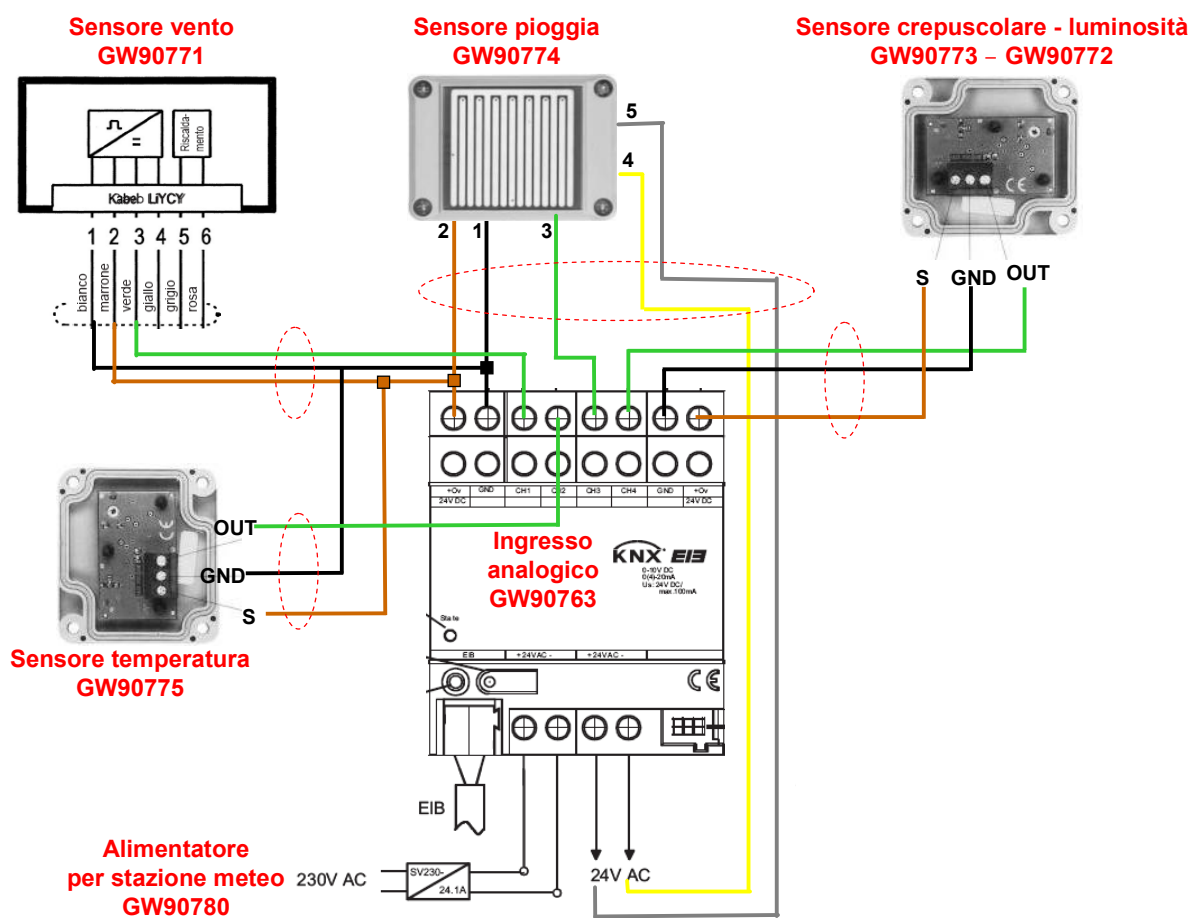 Sensore vento
GW90771
Sensore pioggia
GW90774
Sensore crepuscolare - luminosità
GW90773 – GW90772
Riscalda-
mento
Kabeb LiYCY
1 2 3 4 5 6
bianco
marrone
verde
giallo
grigio
rosa
5
4
2 1 3
S GND OUT
OUT
GND
S
Sensore temperatura
GW90775
+Ov GND CH1 CH2 CH3 CH4 GND +Ov
24V DC 24V DC
Ingresso
analogico
GW90763
KNX EIB
0-10V DC
0(4)-20mA
Us: 24V DC/
max.100mA
State
EIB +24VAC - +24VAC -
CE
EIB
24V AC
Alimentatore
per stazione meteo
GW90780
230V AC
SV230-
24.1A